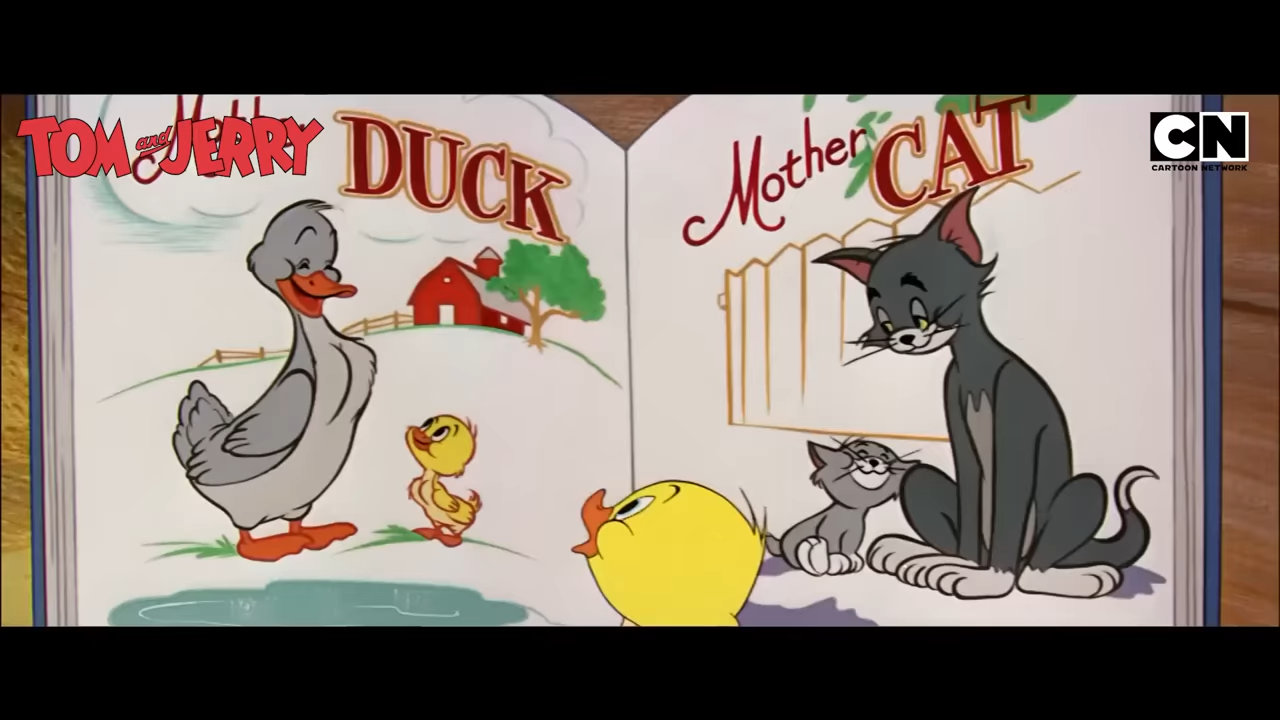 TOM and JERRY
DUCK
Mother CAT
CN
CARTOON NETWORK